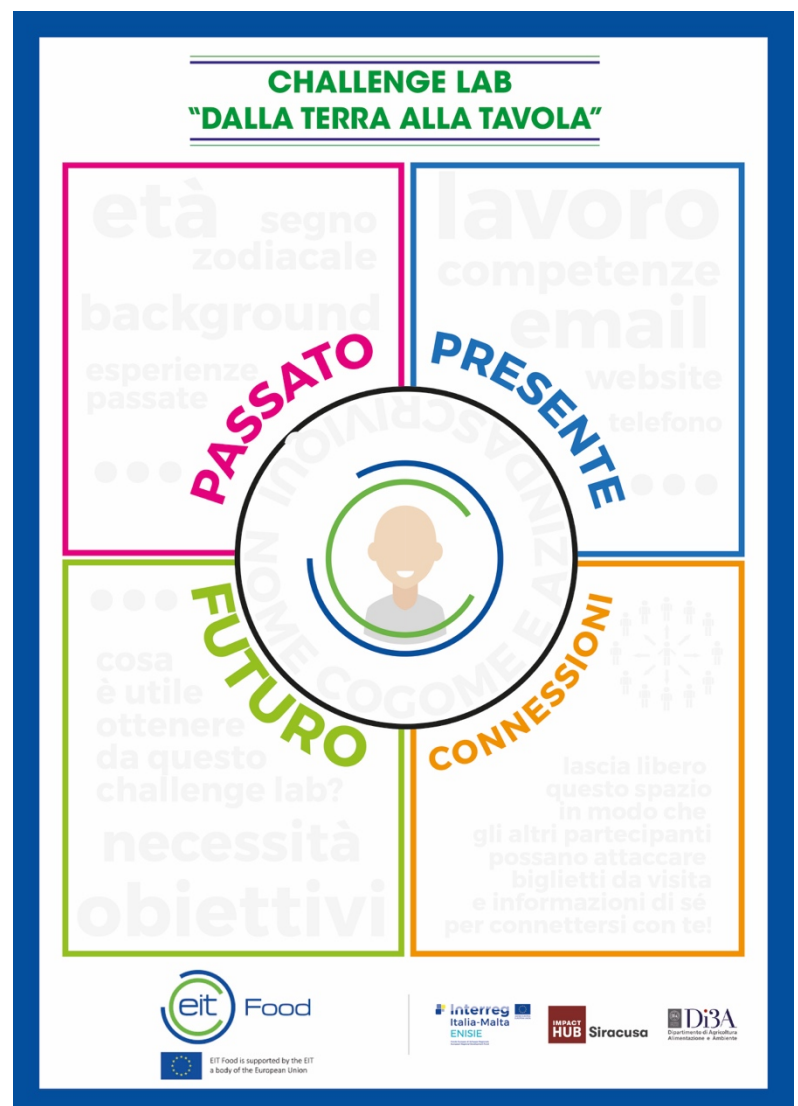 CHALLENGE LAB
“DALLA TERRA ALLA TAVOLA”
PASSATO
età
segno
zodiacale
background
esperienze
passate
PRESENTE
lavoro
competenze
email
website
telefono
SCRIVIQUI NOME COGOME E AZINDA
FUTURO
cosa
è utile
ottenere
da questo
challenge lab?
necessità
obiettivi
CONNESSIONI
lascia libero
questo spazio
in modo che
gli altri partecipanti
possano attaccare
biglietti da visita
e informazioni di sé
per connettersi con te!
eit Food
EIT Food is supported by the EIT
a body of the European Union
Interreg
Italia-Malta
ENISIE
IMPACT
HUB Siracusa
Di3A
Dipartimento di Agricoltura
Alimentazione e Ambiente